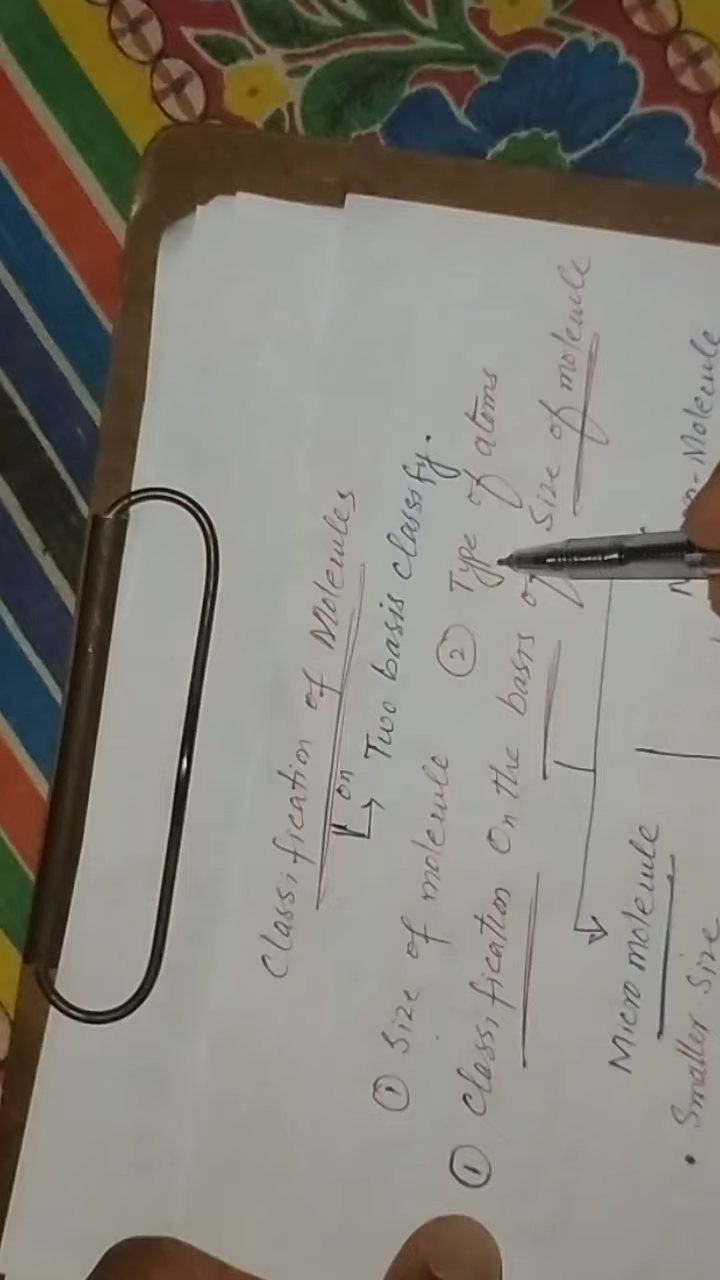 Classification of Molecules
on
↳ Two basis classify.
① Size of molecule ② Type of atoms
① Classification On the basis of Size of molecule
Micro molecule -Molecule
• Smaller Size